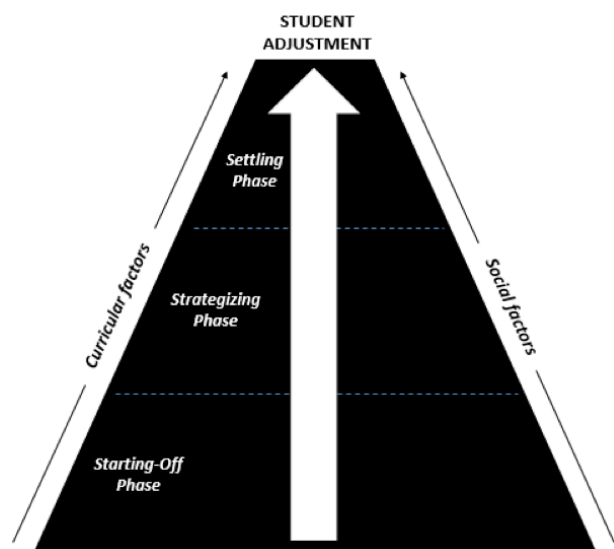 STUDENT
ADJUSTMENT
Settling
Phase
Curricular factors
Social factors
Strategizing
Phase
Starting-Off
Phase